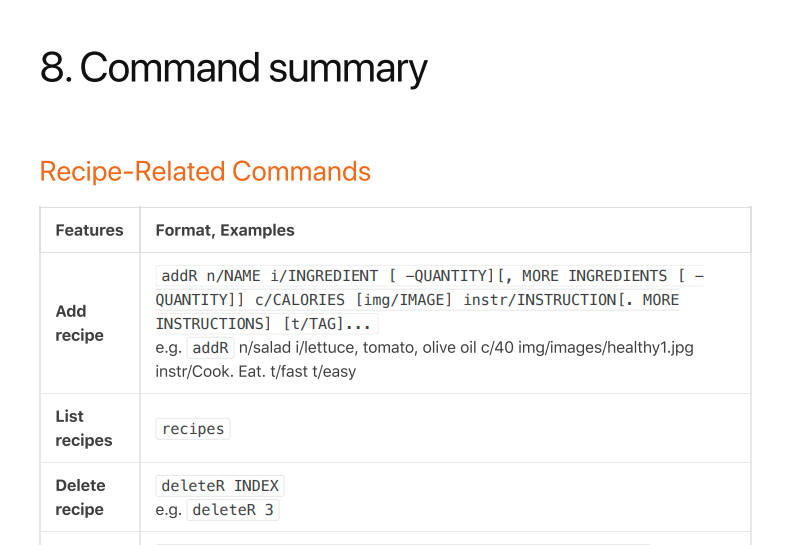 8. Command summary
Recipe-Related Commands
Features
Format, Examples
Add
recipe
addR n/NAME i/INGREDIENT [ -QUANTITY][, MORE INGREDIENTS [ -
QUANTITY]] c/CALORIES [img/IMAGE] instr/INSTRUCTION[. MORE
INSTRUCTIONS] [t/TAG]...
e.g. addR n/salad i/lettuce, tomato, olive oil c/40 img/images/healthy1.jpg
instr/Cook. Eat. t/fast t/easy
List
recipes
recipes
Delete
recipe
deleteR INDEX
e.g. deleteR 3